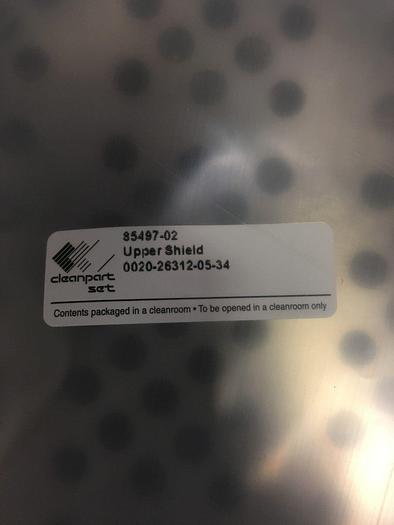 85497-02
Upper Shield
0020-26312-05-34
cleanpart
set
Contents packaged in a cleanroom • To be opened in a cleanroom only